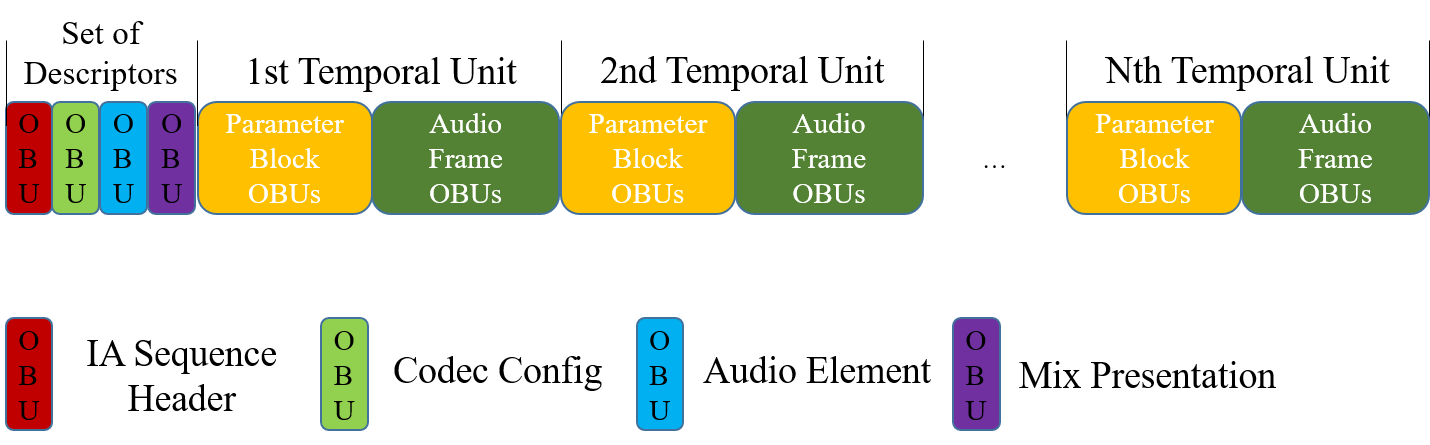 Set of
Descriptors
1st Temporal Unit
2nd Temporal Unit
Nth Temporal Unit
O
B
U
O
B
U
O
B
U
O
B
U
Parameter
Block
OBUs
Audio
Frame
OBUs
Parameter
Block
OBUs
Audio
Frame
OBUs
...
Parameter
Block
OBUs
Audio
Frame
OBUs
O
B
U
IA Sequence
Header
O
B
U
Codec Config
O
B
U
Audio Element
O
B
U
Mix Presentation